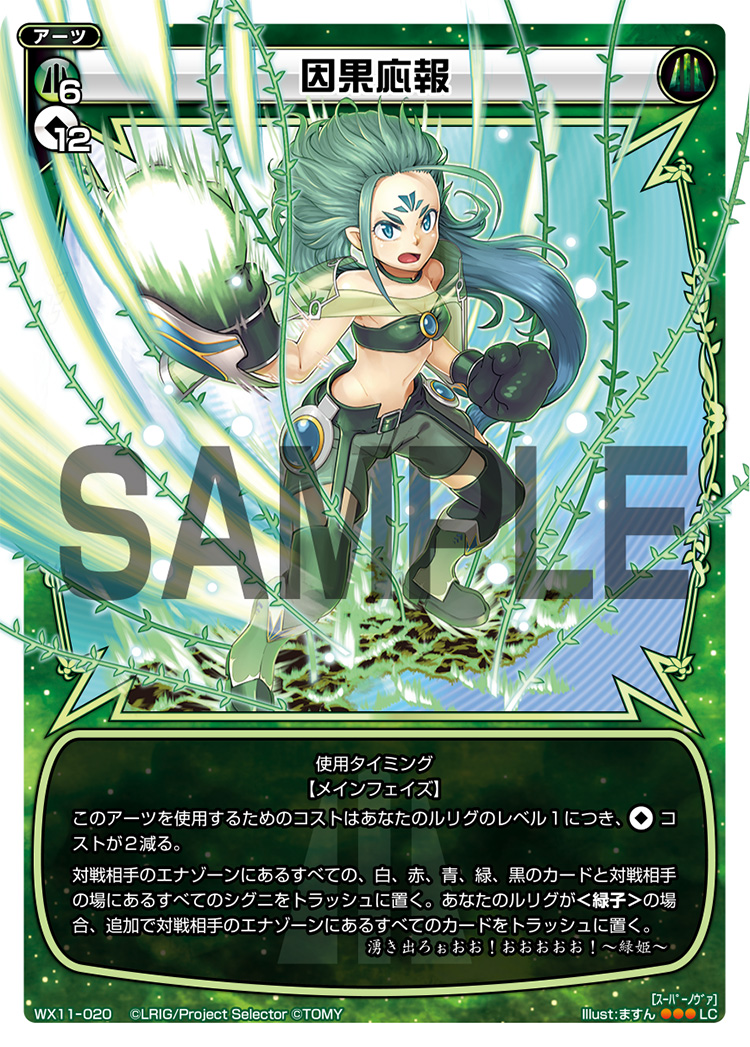 アーツ
因果応報
6
12
SAMPLE
使用タイミング
【メインフェイズ】
このアーツを使用するためのコストはあなたのルリグのレベル1につき、コ
ストが2減る。
対戦相手のエナゾーンにあるすべての、白、赤、青、緑、黒のカードと対戦相手
の場にあるすべてのシグニをトラッシュに置く。あなたのルリグが<緑子>の場
合、追加で対戦相手のエナゾーンにあるすべてのカードをトラッシュに置く。
湧き出ろぉおお！おおおおお！～緑姫～
[スーパーノヴァ]
WX11-020 ©LRIG/Project Selector ©TOMY Illust:ますん LC